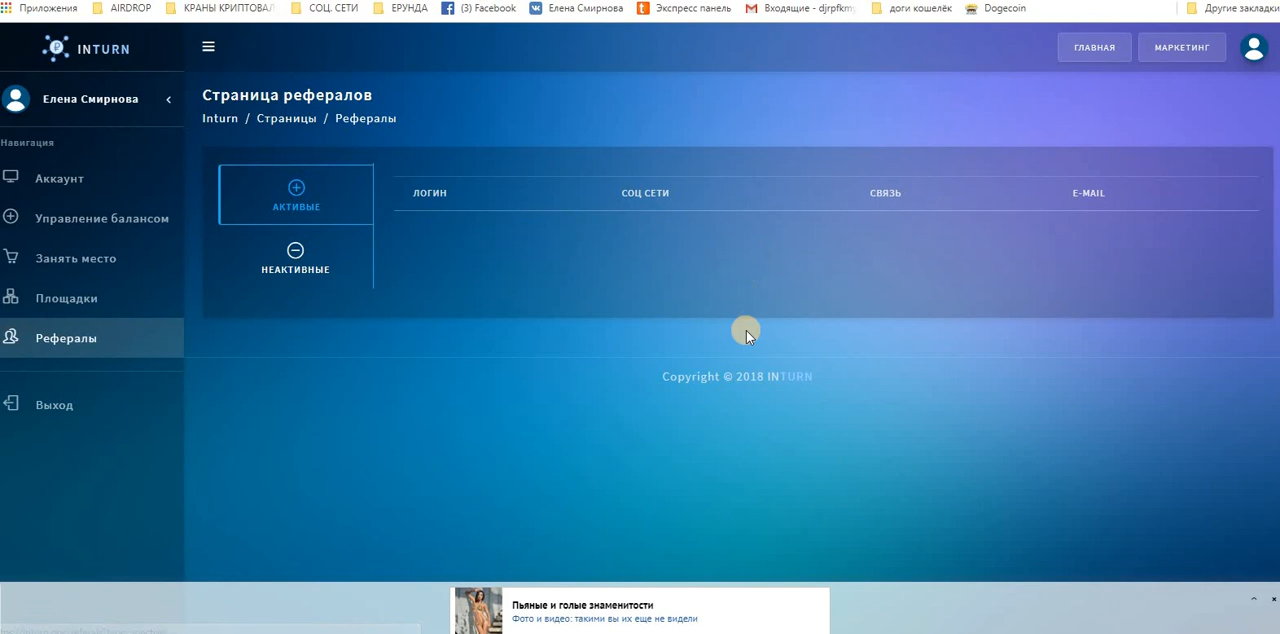 Приложения AIRDROP КРАНЫ КРИПТОВАЛ СОЦ. СЕТИ ЕРУНДА (3) Facebook Елена Смирнова Экспресс панель Входящие - djrpfkmy доги кошелёк Dogecoin Другие закладки
INTURN ГЛАВНАЯ МАРКЕТИНГ
Елена Смирнова
Навигация
Аккаунт
Управление балансом
Занять место
Площадки
Рефералы
Выход
Страница рефералов
Inturn / Страницы / Рефералы
АКТИВЫЕ
НЕАКТИВНЫЕ
ЛОГИН СОЦ СЕТИ СВЯЗЬ E-MAIL
Copyright © 2018 INTURN
Пьяные и голые знаменитости
Фото и видео: такими вы их еще не видели